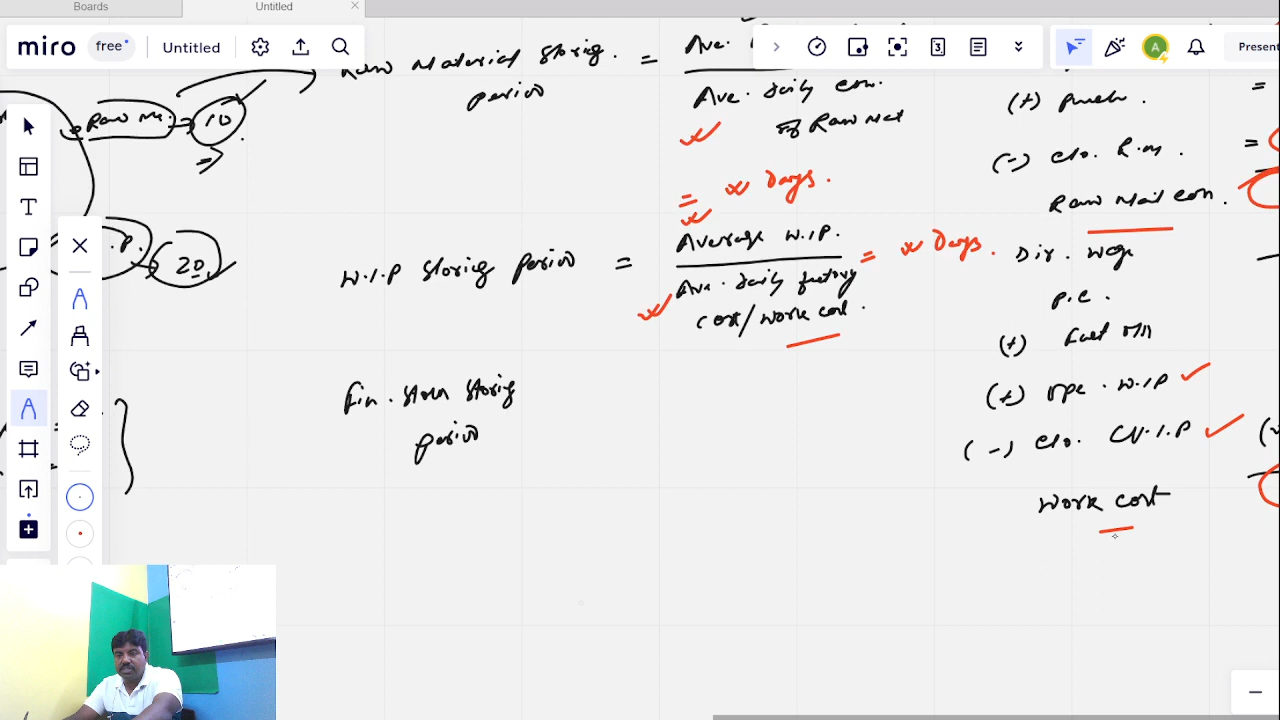 Boards
Untitled
miro
free
Untitled
Present
Raw Material Storing.
period
=
Ave.
Ave. daily con.
of Raw Mat
= x Days.
Raw Ma.
10
W.I.P Storing Period
=
Average W.I.P.
Ave. daily factory
Cost/Work cost.
= x Days.
.P.
20
Fin. Stock Storig
period
(+) purch.
=
(-) Clo. R.m.
=
Raw Mat con.
Dir. wage
P.E.
(+) Fact O/H
(+) Ope. W.I.P
(-) Clo. W.I.P
Work cost